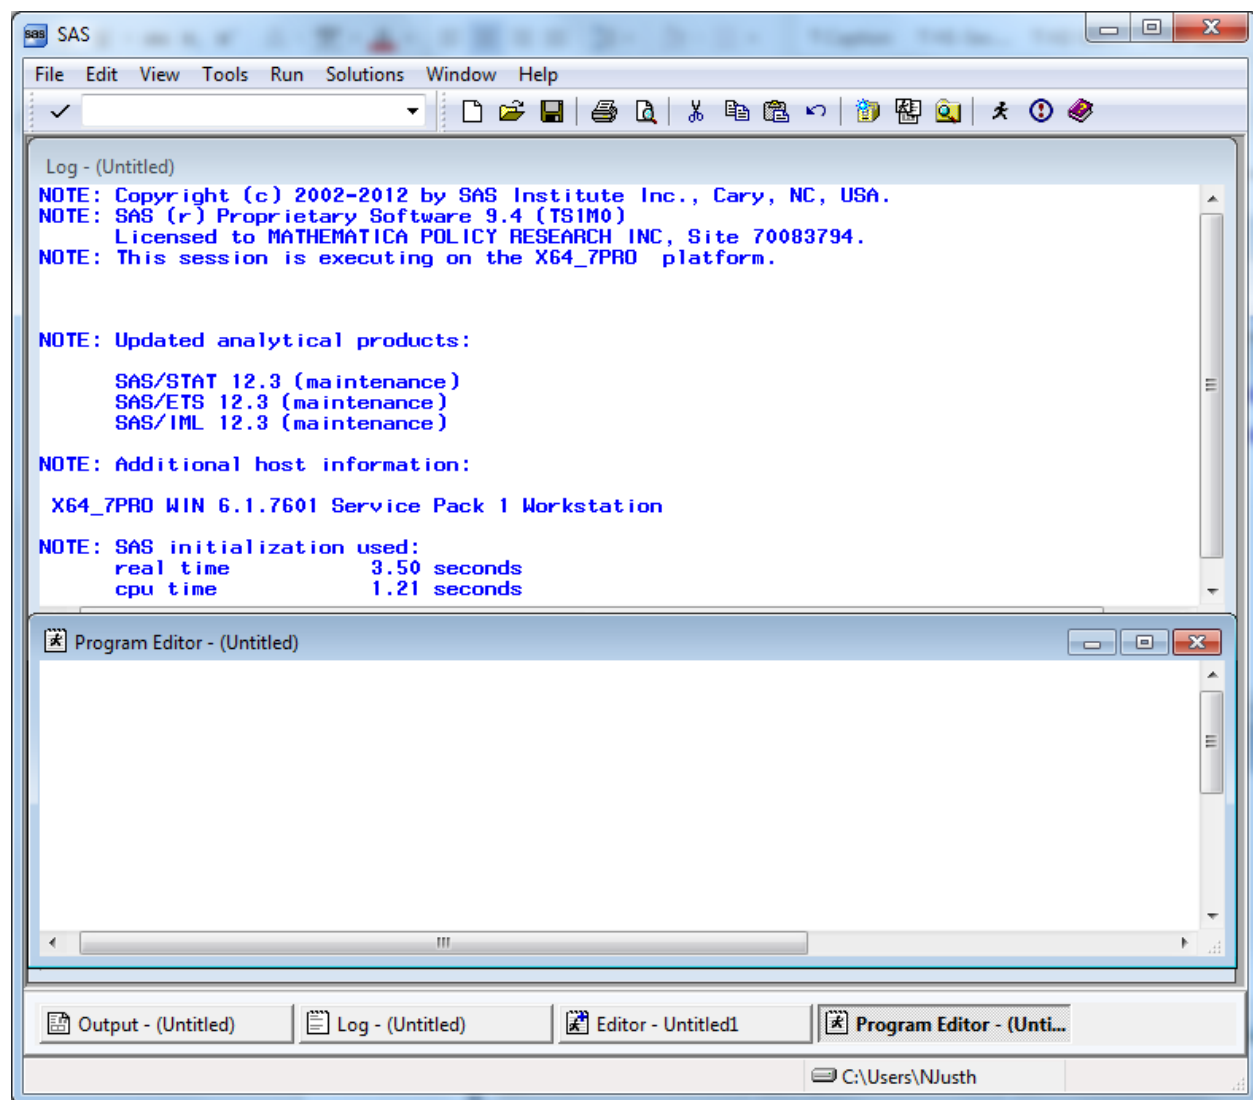 sas SAS
File Edit View Tools Run Solutions Window Help
Log - (Untitled)
NOTE: Copyright (c) 2002-2012 by SAS Institute Inc., Cary, NC, USA.
NOTE: SAS (r) Proprietary Software 9.4 (TS1M0)
Licensed to MATHEMATICA POLICY RESEARCH INC, Site 70083794.
NOTE: This session is executing on the X64_7PRO platform.
NOTE: Updated analytical products:
SAS/STAT 12.3 (maintenance)
SAS/ETS 12.3 (maintenance)
SAS/IML 12.3 (maintenance)
NOTE: Additional host information:
X64_7PRO WIN 6.1.7601 Service Pack 1 Workstation
NOTE: SAS initialization used:
real time 3.50 seconds
cpu time 1.21 seconds
Program Editor - (Untitled)
Output - (Untitled) Log - (Untitled) Editor - Untitled1 Program Editor - (Unti...
C:\Users\NJusth